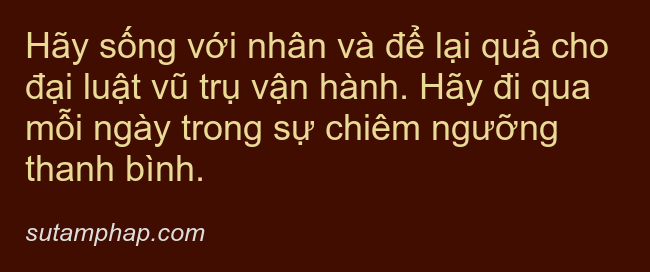 Hãy sống với nhân và để lại quả cho
đại luật vũ trụ vận hành. Hãy đi qua
mỗi ngày trong sự chiêm ngưỡng
thanh bình.
sutamphap.com